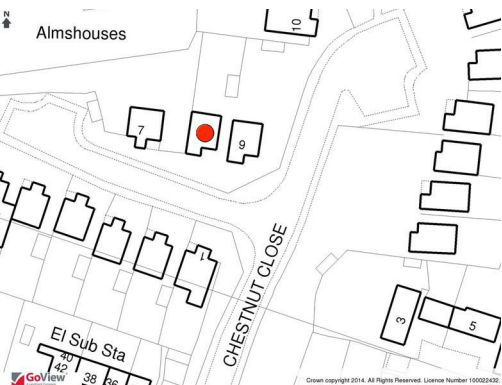 N
Almshouses
10
7
9
1
CHESTNUT CLOSE
3
5
El Sub Sta
40
42
38
36
GoView
Crown copyright 2014. All Rights Reserved. Licence Number 100022432